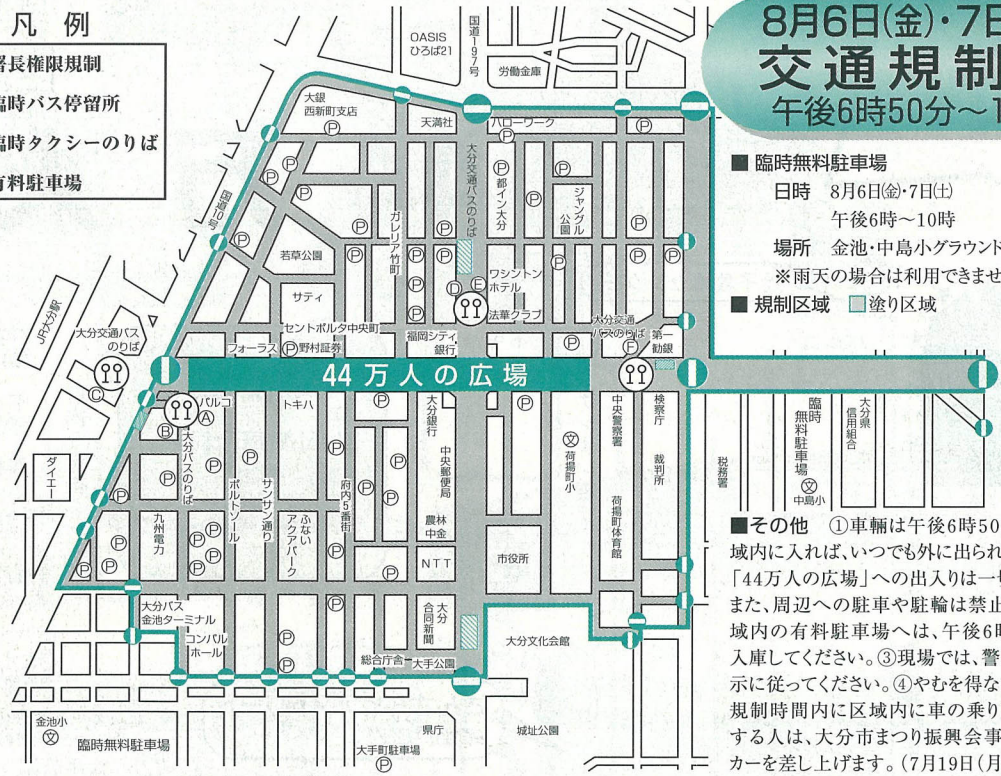 凡例
署長権限規制
臨時バス停留所
臨時タクシーのりば
有料駐車場
8月6日(金)・7日
交通規制
午後6時50分〜1
■ 臨時無料駐車場
日時 8月6日(金)・7日(土)
午後6時〜10時
場所 金池・中島小グラウンド
※雨天の場合は利用できませ
■ 規制区域 塗り区域
OASIS
ひろば21
国道197号
労働金庫
大銀
西新町支店
天満社
ハローワーク
大分交通バスのりば
都イン大分
ジャングル
公園
国道10号
ガレリア竹町
若草公園
サティ
ワシントン
ホテル
法華クラブ
JR大分駅
大分交通バス
のりば
セントポルタ中央町
フォーラス
野村証券
福岡シティ
銀行
大分交通
バスのりば
第一
勧銀
44万人の広場
パルコ
トキハ
大分銀行
中央警察署
検察庁
裁判所
臨時
無料駐車場
大分県
信用組合
税務署
中島小
ダイエー
大分バスのりば
ポルトソール
サンサン通り
府内5番街
中央郵便局
荷揚町小
九州電力
ふない
アクアパーク
農林
中金
NTT
市役所
荷揚町体育館
大分バス
金池ターミナル
コンパル
ホール
大分
合同新聞
大分文化会館
総合庁舎
大手公園
金池小
臨時無料駐車場
県庁
城址公園
大手町駐車場
Ⓐ
Ⓑ
Ⓒ
Ⓓ
Ⓔ
Ⓕ
Ⓟ
文
■その他 ①車輛は午後6時50
域内に入れば、いつでも外に出られ
「44万人の広場」への出入りは一切
また、周辺への駐車や駐輪は禁止
域内の有料駐車場へは、午後6時
入庫してください。③現場では、警
示に従ってください。④やむを得な
規制時間内に区域内に車の乗り
する人は、大分市まつり振興会事
カーを差し上げます。(7月19日(月